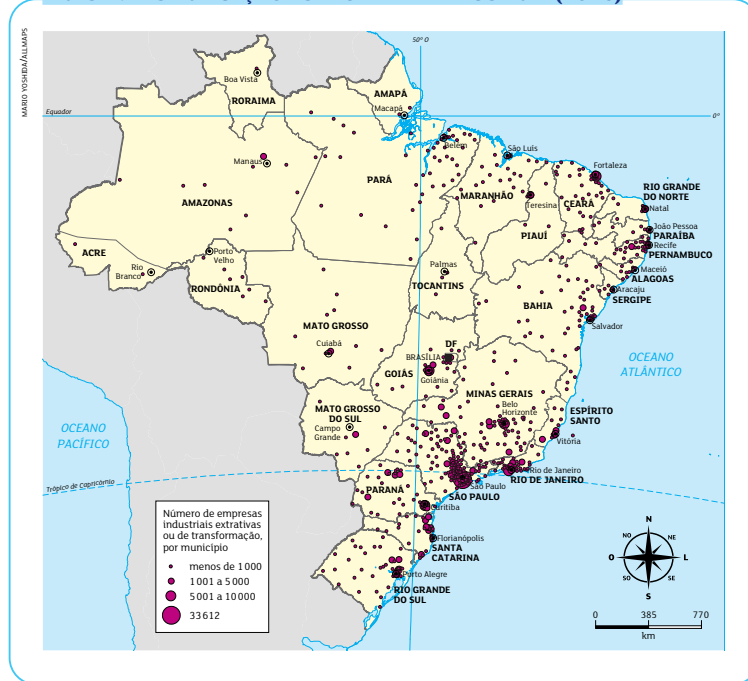 MARIO YOSHIDA/ALLMAPS
50° O
Equador
0°
Boa Vista
RORAIMA
AMAPÁ
Macapá
Belém
São Luis
Fortaleza
Manaus
PARÁ
MARANHÃO
Teresina
CEARÁ
RIO GRANDE
DO NORTE
Natal
AMAZONAS
João Pessoa
PARAÍBA
Recife
PERNAMBUCO
PIAUÍ
ACRE
Rio
Branco
Porto
Velho
RONDÔNIA
Palmas
TOCANTINS
Maceió
ALAGOAS
Aracaju
SERGIPE
BAHIA
Salvador
MATO GROSSO
Cuiabá
DF
BRASÍLIA
GOIÁS
Goiânia
OCEANO
ATLÂNTICO
MINAS GERAIS
Belo
Horizonte
ESPÍRITO
SANTO
Vitória
MATO GROSSO
DO SUL
Campo
Grande
OCEANO
PACÍFICO
Rio de Janeiro
RIO DE JANEIRO
São Paulo
SÃO PAULO
Trópico de Capricórnio
PARANÁ
Curitiba
Florianópolis
SANTA
CATARINA
Porto Alegre
RIO GRANDE
DO SUL
Número de empresas
industriais extrativas
ou de transformação,
por municipio
menos de 1 000
1 001 a 5 000
5 001 a 10 000
33 612
N
NO
NE
O
L
SO
SE
S
0
385
770
km